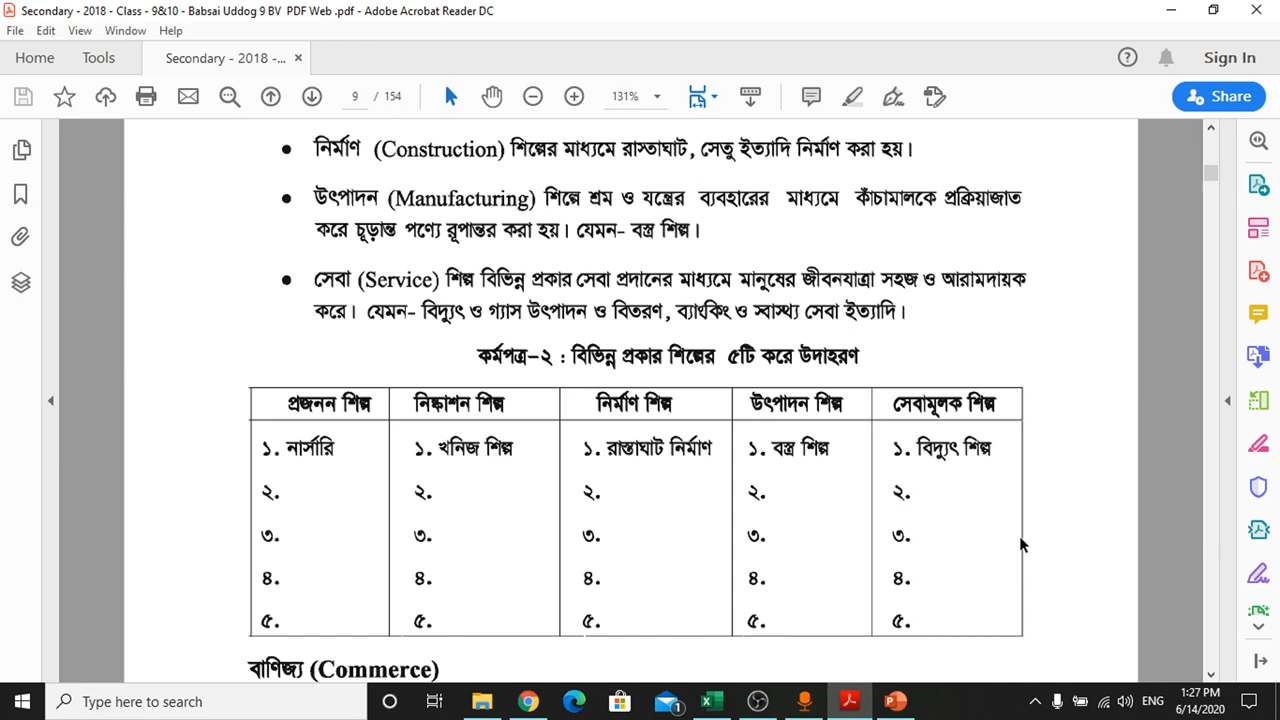 Secondary - 2018 - Class - 9&10 - Babsai Uddog 9 BV PDF Web .pdf - Adobe Acrobat Reader DC
File Edit View Window Help
Home Tools Secondary - 2018 -... × Sign In
9 / 154 131% Share
• নির্মাণ (Construction) শিল্পের মাধ্যমে রাস্তাঘাট, সেতু ইত্যাদি নির্মাণ করা হয়।
• উৎপাদন (Manufacturing) শিল্পে শ্রম ও যন্ত্রের ব্যবহারের মাধ্যমে কাঁচামালকে প্রক্রিয়াজাত
করে চূড়ান্ত পণ্যে রূপান্তর করা হয়। যেমন- বস্ত্র শিল্প।
• সেবা (Service) শিল্প বিভিন্ন প্রকার সেবা প্রদানের মাধ্যমে মানুষের জীবনযাত্রা সহজ ও আরামদায়ক
করে। যেমন- বিদ্যুৎ ও গ্যাস উৎপাদন ও বিতরণ, ব্যাংকিং ও স্বাস্থ্য সেবা ইত্যাদি।
কর্মপত্র-২ : বিভিন্ন প্রকার শিল্পের ৫টি করে উদাহরণ
প্রজনন শিল্প নিষ্কাশন শিল্প নির্মাণ শিল্প উৎপাদন শিল্প সেবামূলক শিল্প
১. নার্সারি ১. খনিজ শিল্প ১. রাস্তাঘাট নির্মাণ ১. বস্ত্র শিল্প ১. বিদ্যুৎ শিল্প
২. ২. ২. ২. ২.
৩. ৩. ৩. ৩. ৩.
৪. ৪. ৪. ৪. ৪.
৫. ৫. ৫. ৫. ৫.
বাণিজ্য (Commerce)
Type here to search
ENG
1:27 PM
6/14/2020